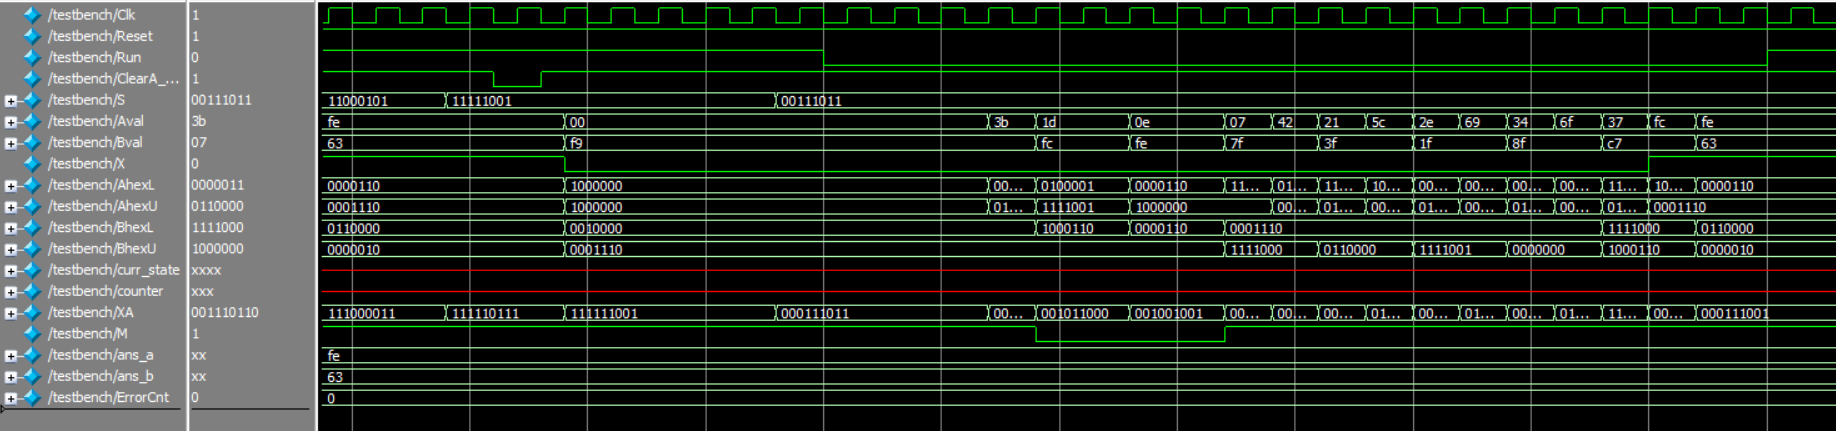 /testbench/Clk 1
/testbench/Reset 1
/testbench/Run 0
/testbench/ClearA_... 1
/testbench/S 00111011 11000101 11111001 00111011
/testbench/Aval 3b fe 00 3b 1d 0e 07 42 21 5c 2e 69 34 6f 37 fc fe
/testbench/Bval 07 63 f9 fc fe 7f 3f 1f 8f c7 63
/testbench/X 0
/testbench/AhexL 0000011 0000110 1000000 00... 0100001 0000110 11... 01... 11... 10... 00... 00... 00... 00... 11... 10... 0000110
/testbench/AhexU 0110000 0001110 1000000 01... 1111001 1000000 00... 01... 00... 01... 00... 01... 00... 01... 0001110
/testbench/BhexL 1111000 0110000 0010000 1000110 0000110 0001110 1111000 0110000
/testbench/BhexU 1000000 0000010 0001110 1111000 0110000 1111001 0000000 1000110 0000010
/testbench/curr_state xxxx
/testbench/counter xxx
/testbench/XA 001110110 111000011 111110111 111111001 000111011 00... 001011000 001001001 00... 00... 00... 01... 00... 01... 00... 01... 11... 00... 000111001
/testbench/M 1
/testbench/ans_a xx fe
/testbench/ans_b xx 63
/testbench/ErrorCnt 0 0